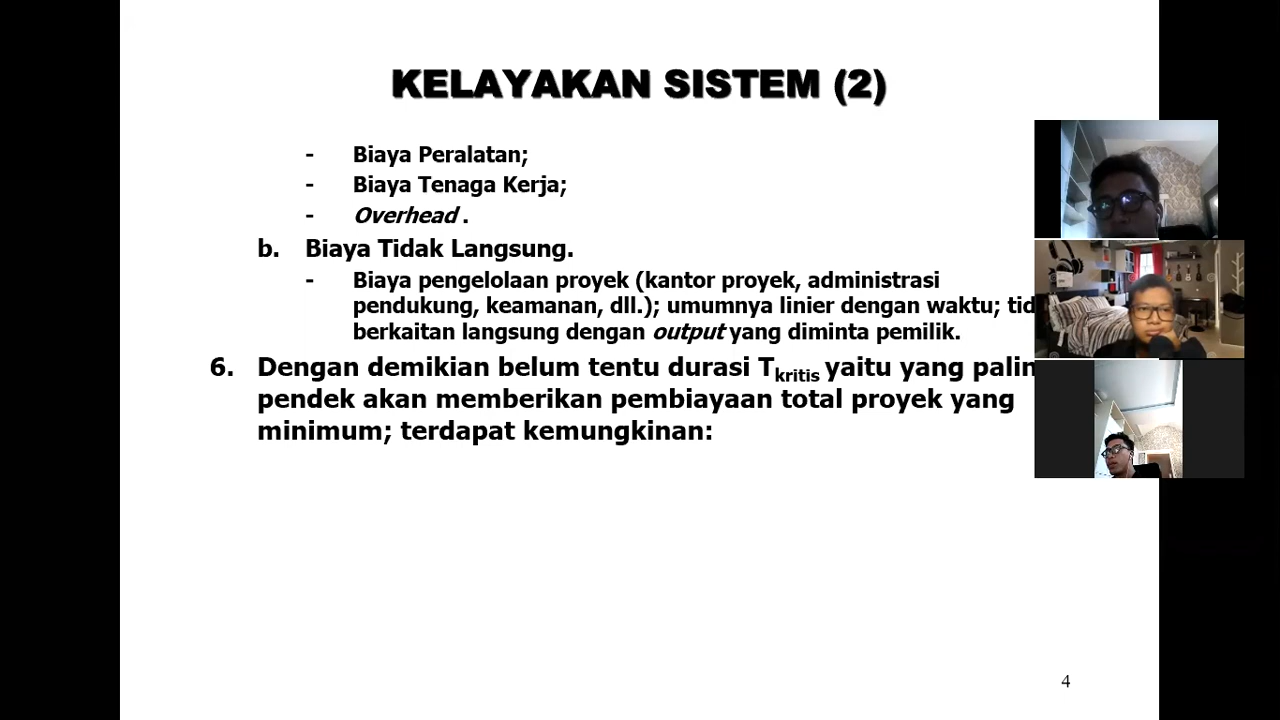 KELAYAKAN SISTEM (2)
- Biaya Peralatan;
- Biaya Tenaga Kerja;
- Overhead .
b. Biaya Tidak Langsung.
- Biaya pengelolaan proyek (kantor proyek, administrasi
pendukung, keamanan, dll.); umumnya linier dengan waktu;
berkaitan langsung dengan output yang diminta pemilik.
6. Dengan demikian belum tentu durasi Tkritis yaitu yang
pendek akan memberikan pembiayaan total proyek yang
minimum; terdapat kemungkinan:
4